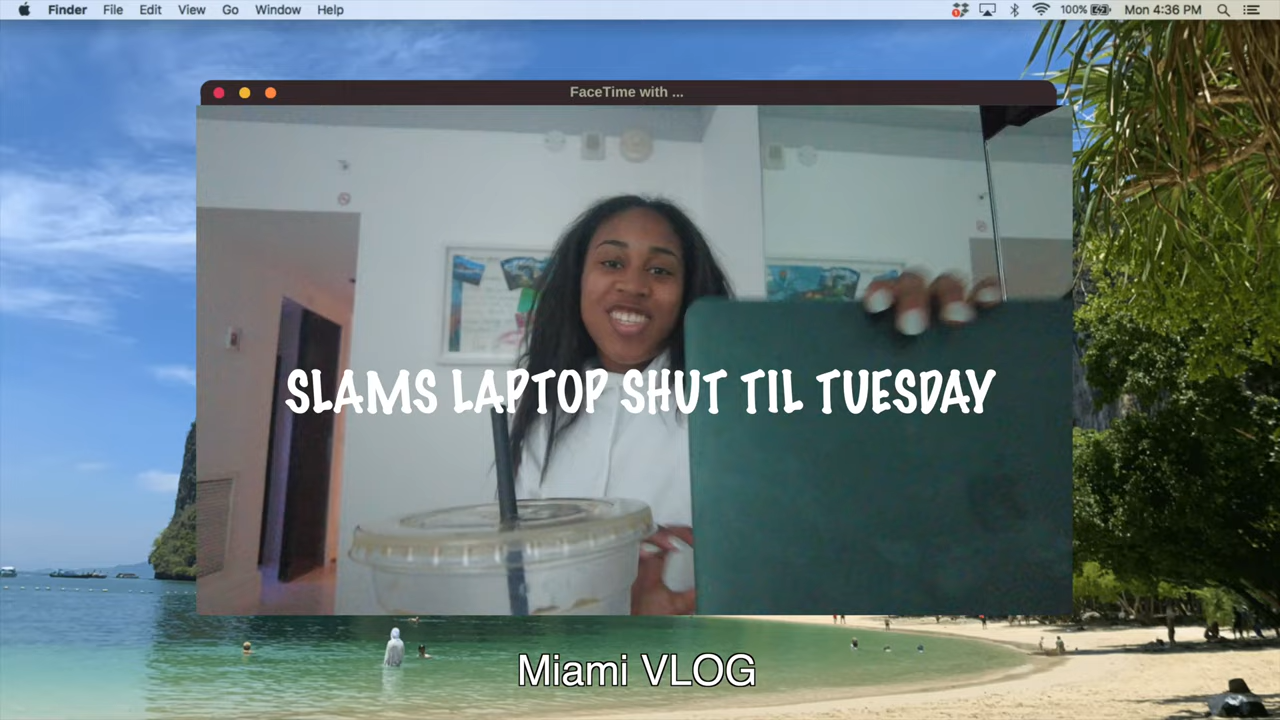 Finder File Edit View Go Window Help 100% Mon 4:36 PM
FaceTime with ...
SLAMS LAPTOP SHUT TIL TUESDAY
Miami VLOG